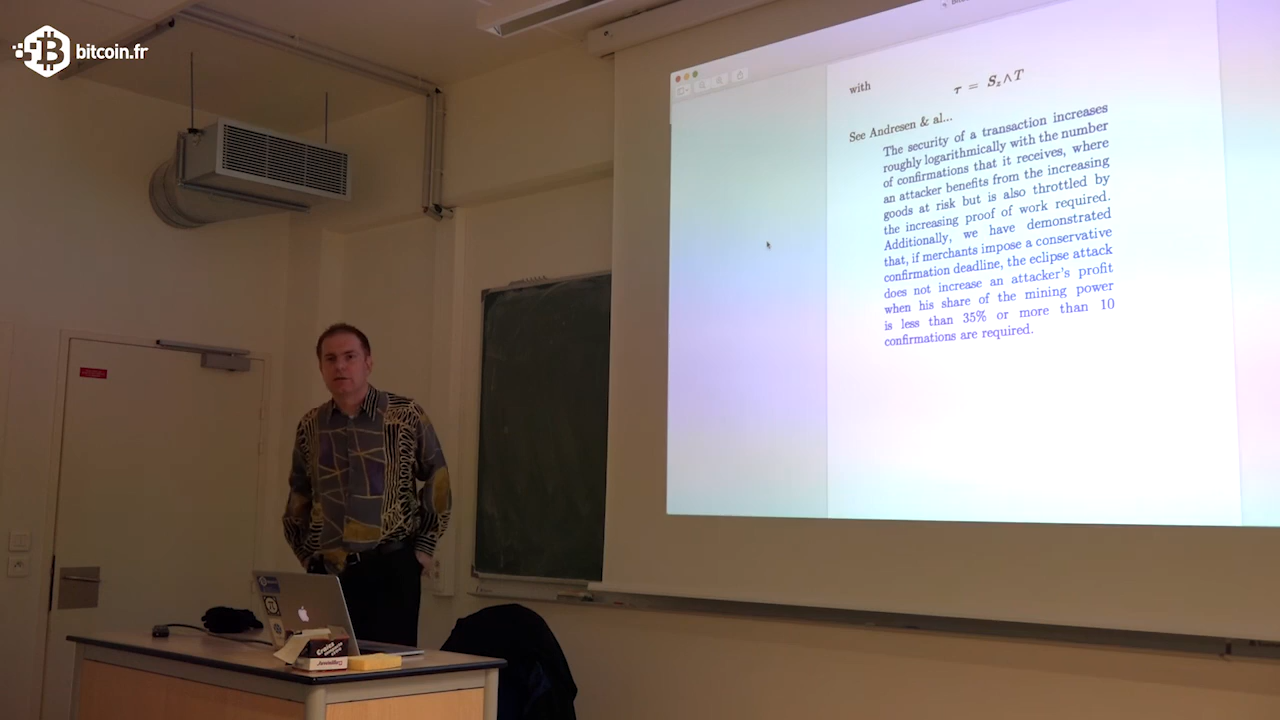 bitcoin.fr
with
τ = S_z ∧ T
See Andresen & al...
The security of a transaction increases
roughly logarithmically with the number
of confirmations that it receives, where
an attacker benefits from the increasing
goods at risk but is also throttled by
the increasing proof of work required.
Additionally, we have demonstrated
that, if merchants impose a conservative
confirmation deadline, the eclipse attack
does not increase an attacker's profit
when his share of the mining power
is less than 35% or more than 10
confirmations are required.